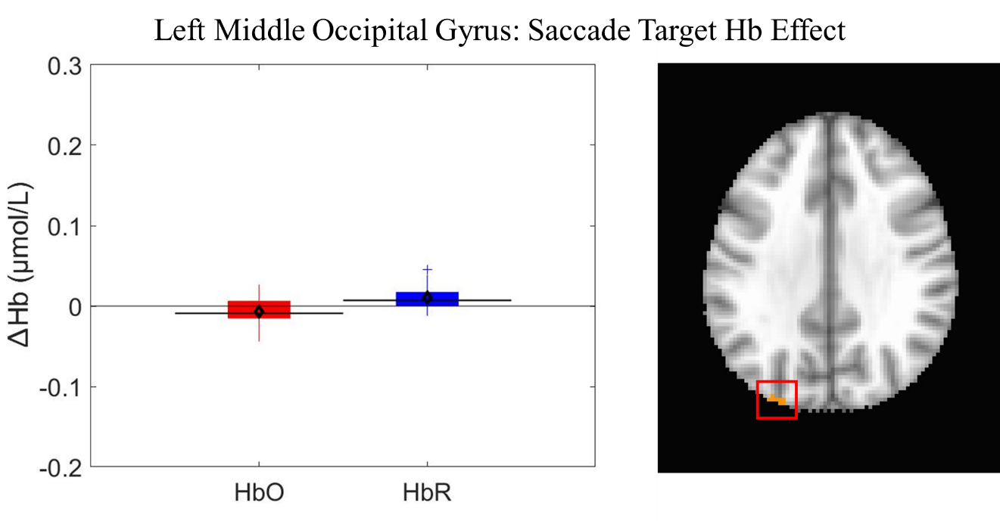 Left Middle Occipital Gyrus: Saccade Target Hb Effect
0.3
0.2
0.1
0
-0.1
-0.2
ΔHb (μmol/L)
HbO
HbR